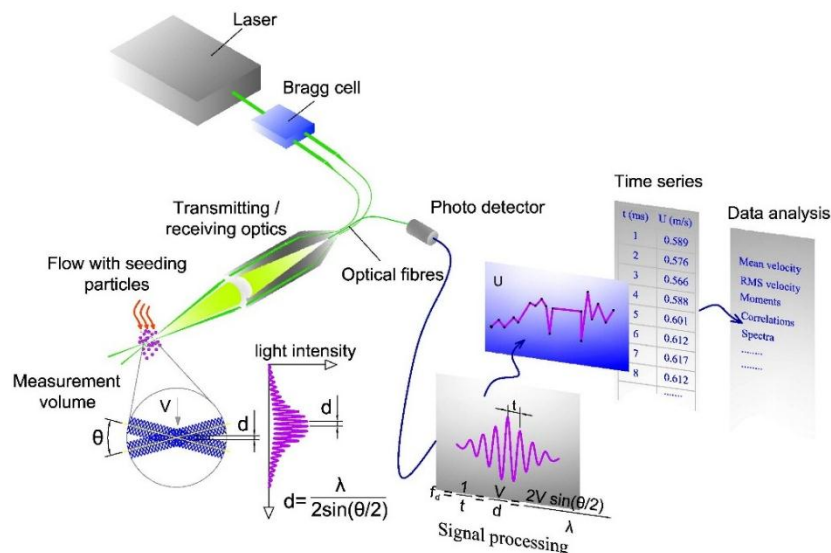 Laser
Bragg cell
Transmitting /
receiving optics
Photo detector
Optical fibres
Flow with seeding
particles
Measurement
volume
V
θ
d
light intensity
d
d= λ / 2sin(θ/2)
U
t
f_d = 1/t = V/d = 2V sin(θ/2) / λ
Signal processing
Time series
t (ms) U (m/s)
1 0.589
2 0.576
3 0.566
4 0.588
5 0.601
6 0.612
7 0.617
8 0.612
.......
Data analysis
Mean velocity
RMS velocity
Moments
Correlations
Spectra
........
........